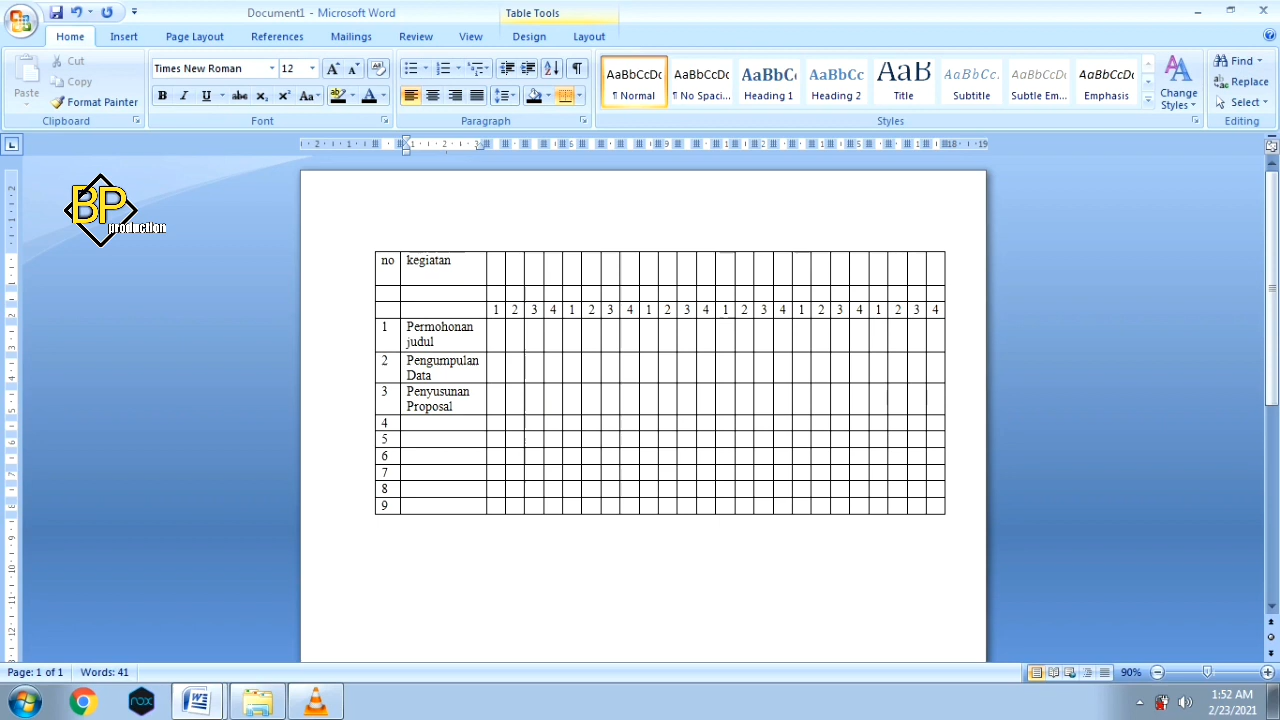 Document1 - Microsoft Word
Table Tools
Home Insert Page Layout References Mailings Review View Design Layout
Paste
Cut
Copy
Format Painter
Clipboard
Times New Roman 12
Font
Paragraph
AaBbCcDc AaBbCcDc AaBbC AaBbCc AaB AaBbCc. AaBbCcDc AaBbCcDc
¶ Normal ¶ No Spaci... Heading 1 Heading 2 Title Subtitle Subtle Em... Emphasis
Change
Styles
Styles
Find
Replace
Select
Editing
BP
production
no kegiatan
1 2 3 4 1 2 3 4 1 2 3 4 1 2 3 4 1 2 3 4 1 2 3 4
1 Permohonan
judul
2 Pengumpulan
Data
3 Penyusunan
Proposal
4
5
6
7
8
9
Page: 1 of 1 Words: 41
90%
nox
1:52 AM
2/23/2021